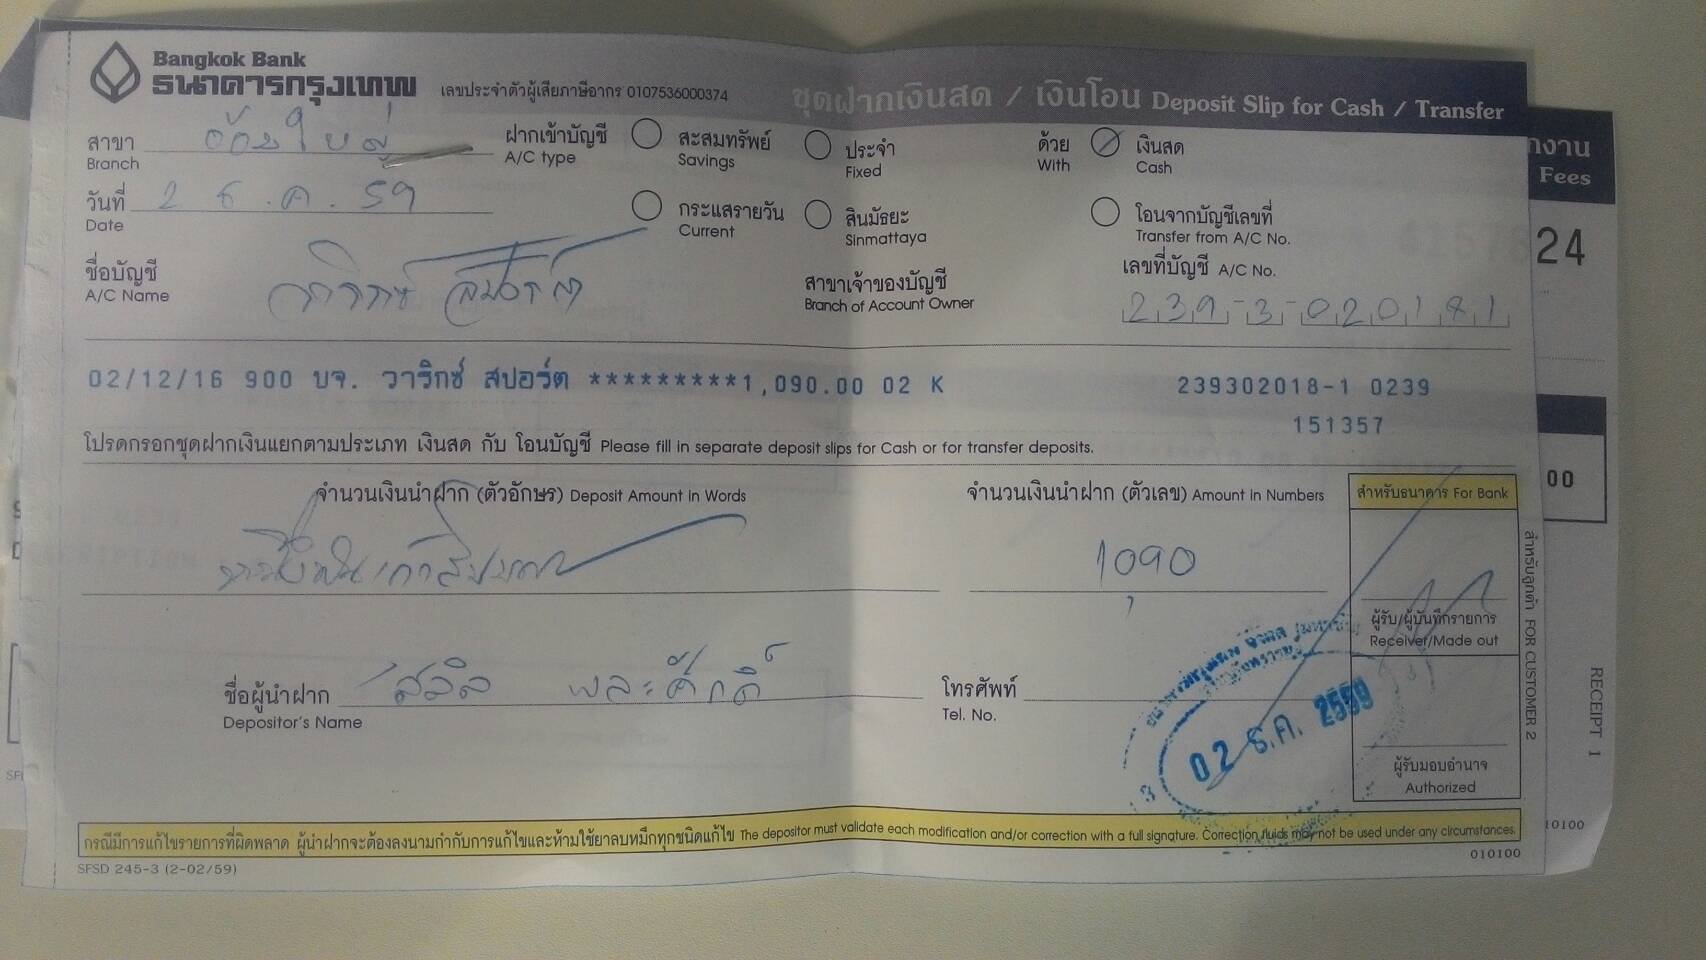 Bangkok Bank
ธนาคารกรุงเทพ เลขประจำตัวผู้เสียภาษีอากร 0107536000374 ชุดฝากเงินสด / เงินโอน Deposit Slip for Cash / Transfer
สาขา อ้อมใหญ่ ฝากเข้าบัญชี สะสมทรัพย์ ประจำ ด้วย เงินสด
Branch A/C type Savings Fixed With Cash
Fees
วันที่ 2 ธ.ค. 59 กระแสรายวัน สินมัธยะ โอนจากบัญชีเลขที่
Date Current Sinmattaya Transfer from A/C No.
24
ชื่อบัญชี วาริกซ์ สปอร์ต สาขาเจ้าของบัญชี เลขที่บัญชี A/C No.
A/C Name Branch of Account Owner 239-3-020181
02/12/16 900 บจ. วาริกซ์ สปอร์ต *********1,090.00 02 K 239302018-1 0239
151357
โปรดกรอกชุดฝากเงินแยกตามประเภท เงินสด กับ โอนบัญชี Please fill in separate deposit slips for Cash or for transfer deposits.
จำนวนเงินนำฝาก (ตัวอักษร) Deposit Amount in Words จำนวนเงินนำฝาก (ตัวเลข) Amount in Numbers สำหรับธนาคาร For Bank
00
หนึ่งพันเก้าสิบบาท 1,090
ผู้รับ/ผู้บันทึกรายการ
Receiver/Made out
ชื่อผู้นำฝาก โทรศัพท์
Depositor's Name Tel. No.
02 ธ.ค. 2559
ผู้รับมอบอำนาจ
Authorized
สำหรับลูกค้า FOR CUSTOMER 2
RECEIPT 1
กรณีมีการแก้ไขรายการที่ผิดพลาด ผู้นำฝากจะต้องลงนามกำกับการแก้ไขและห้ามใช้ยาลบหมึกทุกชนิดแก้ไข The depositor must validate each modification and/or correction with a full signature. Correction fluids may not be used under any circumstances.
SFSD 245-3 (2-02/59) 010100
10100